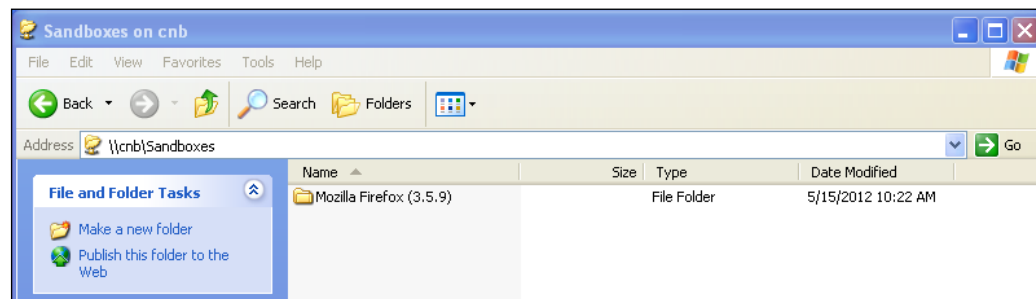 Sandboxes on cnb
File Edit View Favorites Tools Help
Back Search Folders
Address \\cnb\Sandboxes Go
Name Size Type Date Modified
File and Folder Tasks
Mozilla Firefox (3.5.9) File Folder 5/15/2012 10:22 AM
Make a new folder
Publish this folder to the
Web